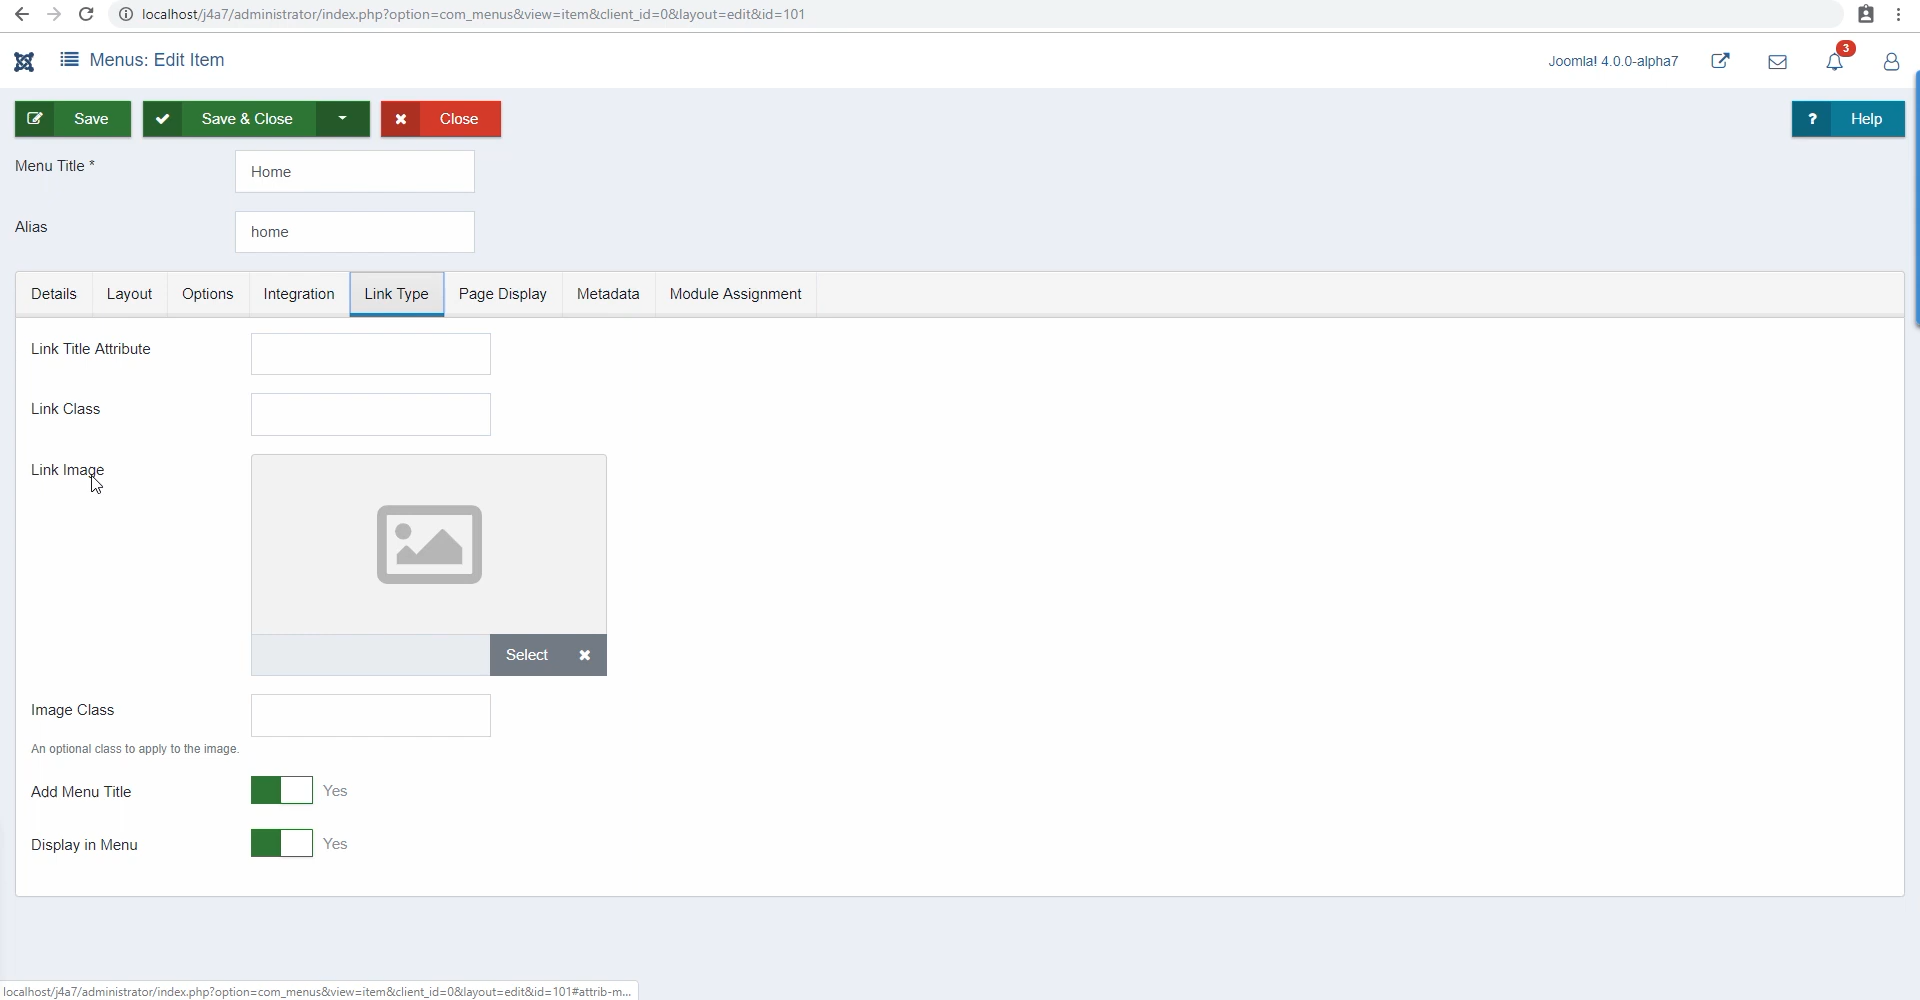 localhost/j4a7/administrator/index.php?option=com_menus&view=item&client_id=0&layout=edit&id=101
Menus: Edit Item
Joomla! 4.0.0-alpha7
3
Save
Save & Close
Close
? Help
Menu Title *
Home
Alias
home
Details Layout Options Integration Link Type Page Display Metadata Module Assignment
Link Title Attribute
Link Class
Link Image
Select
Image Class
An optional class to apply to the image.
Add Menu Title
Yes
Display in Menu
Yes
localhost/j4a7/administrator/index.php?option=com_menus&view=item&client_id=0&layout=edit&id=101#attrib-m...